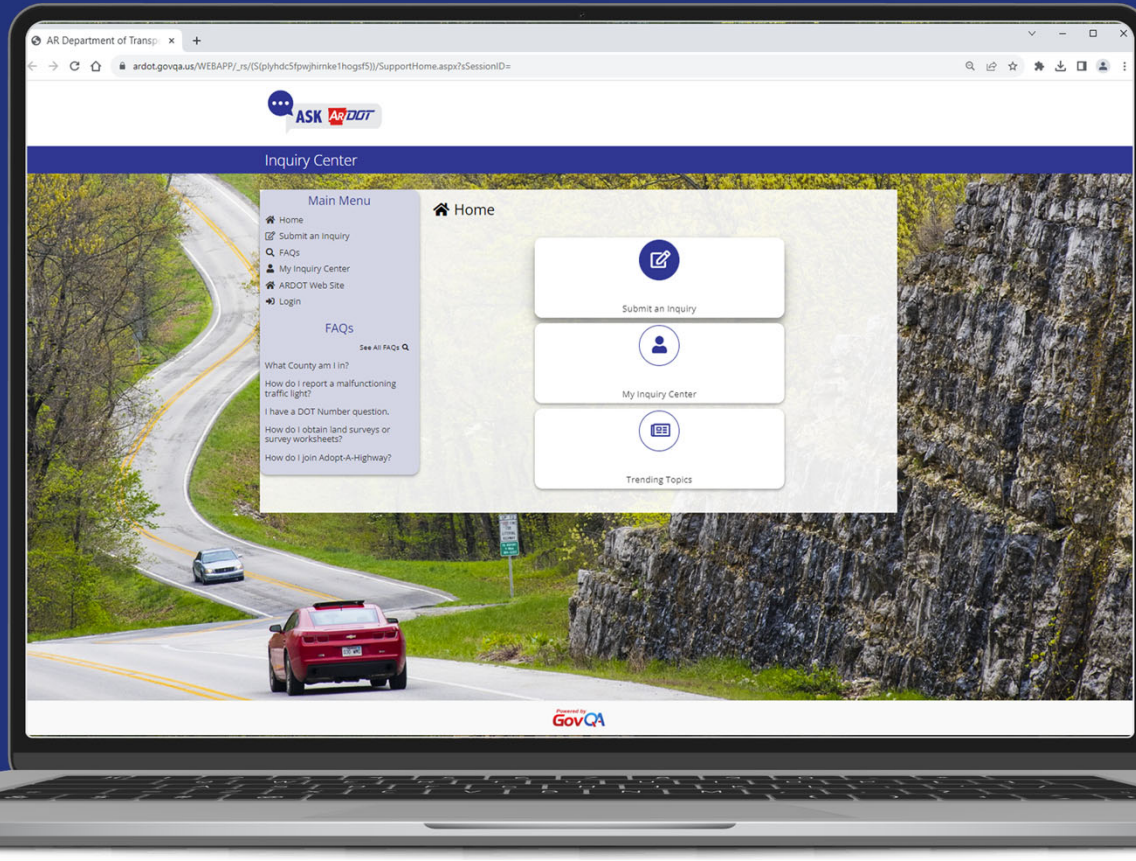 AR Department of Transp
ardot.govqa.us/WEBAPP/_rs/(S(plyhdc5fpwjhirnke1hogsf5))/SupportHome.aspx?sSessionID=
ASK ARDOT
Inquiry Center
Main Menu
Home
Submit an Inquiry
FAQs
My Inquiry Center
ARDOT Web Site
Login
FAQs
See All FAQs
What County am I in?
How do I report a malfunctioning
traffic light?
I have a DOT Number question.
How do I obtain land surveys or
survey worksheets?
How do I join Adopt-A-Highway?
Home
Submit an Inquiry
My Inquiry Center
Trending Topics
Powered by
GovQA